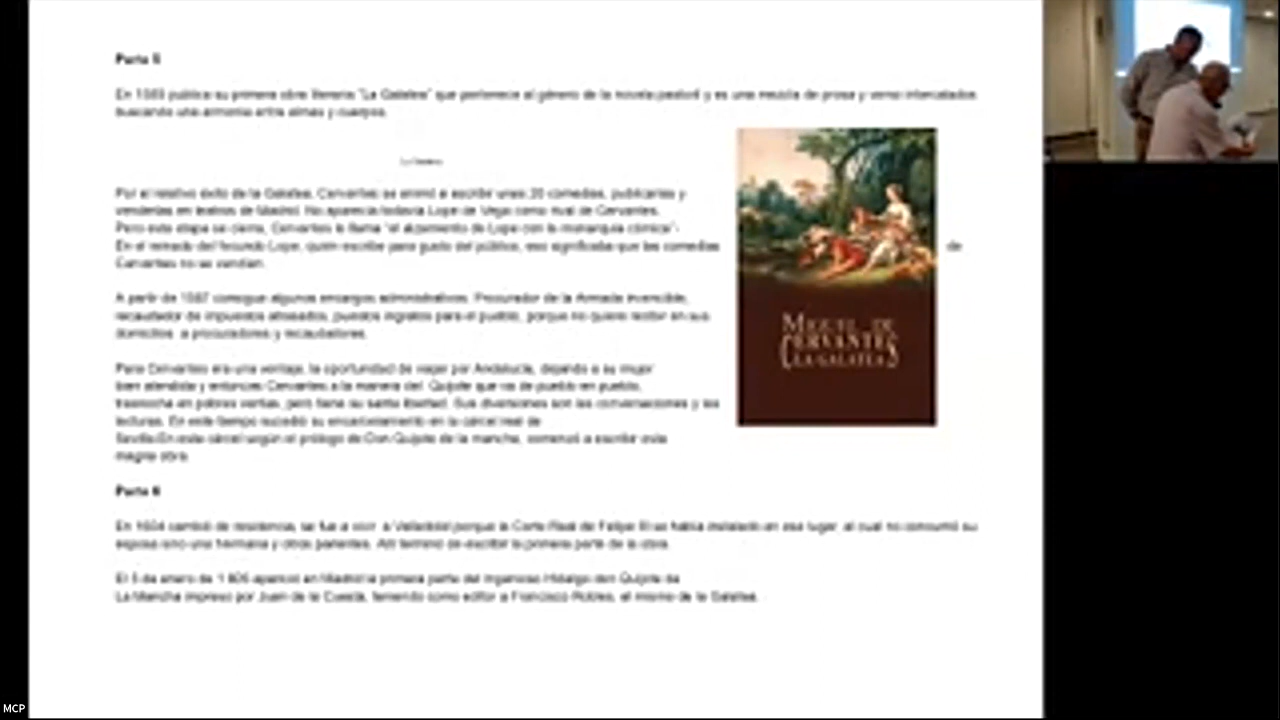 Parte 5
En 1585 publica su primera obra literaria "La Galatea" que pertenece al género de la novela pastoril y es una mezcla de prosa y verso intercalados
buscando una armonía entre almas y cuerpos.
La Galatea
Por el relativo éxito de la Galatea, Cervantes se animó a escribir unas 20 comedias, publicarlas y
venderlas en teatros de Madrid. No aparecía todavía Lope de Vega como rival de Cervantes.
Pero esta etapa se cierra, Cervantes lo llama "el alzamiento de Lope con la monarquía cómica".
En el reinado del fecundo Lope, quien escribe para gusto del público, eso significaba que las comedias de
Cervantes no se vendían.
A partir de 1587 consigue algunos encargos administrativos: Procurador de la Armada invencible,
recaudador de impuestos atrasados, puestos ingratos para el pueblo, porque no quiere recibir en sus
domicilios a procuradores y recaudadores.
Para Cervantes era una ventaja, la oportunidad de viajar por Andalucía, dejando a su mujer
bien atendida y entonces Cervantes a la manera del Quijote que va de pueblo en pueblo,
trasnocha en pobres ventas, pero tiene su santa libertad. Sus diversiones son las conversaciones y las
lecturas. En este tiempo sucedió su encarcelamiento en la cárcel real de
Sevilla.En esta cárcel según el prólogo de Don Quijote de la mancha, comenzó a escribir esta
magna obra.
MIGUEL DE
CERVANTES
LA GALATEA
Parte 6
En 1604 cambió de residencia, se fue a vivir a Valladolid porque la Corte Real de Felipe III se había instalado en ese lugar, al cual no su
esposa sino una hermana y otros parientes. Allí terminó de escribir la primera parte de la obra.
El 5 de enero de 1605 apareció en Madrid la primera parte del Ingenioso Hidalgo don Quijote de
La Mancha impreso por Juan de la Cuesta, teniendo como editor a Francisco Robles, el mismo de la Galatea.
MCP